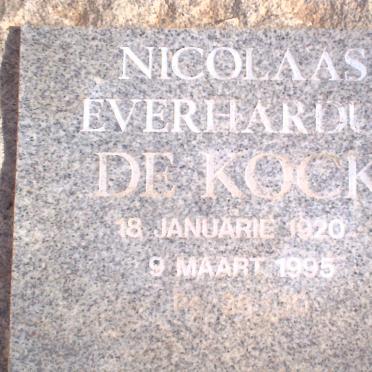 NICOLAAS
EVERHARDU
DE KOCK
18 JANUARIE 1920
9 MAART 1995